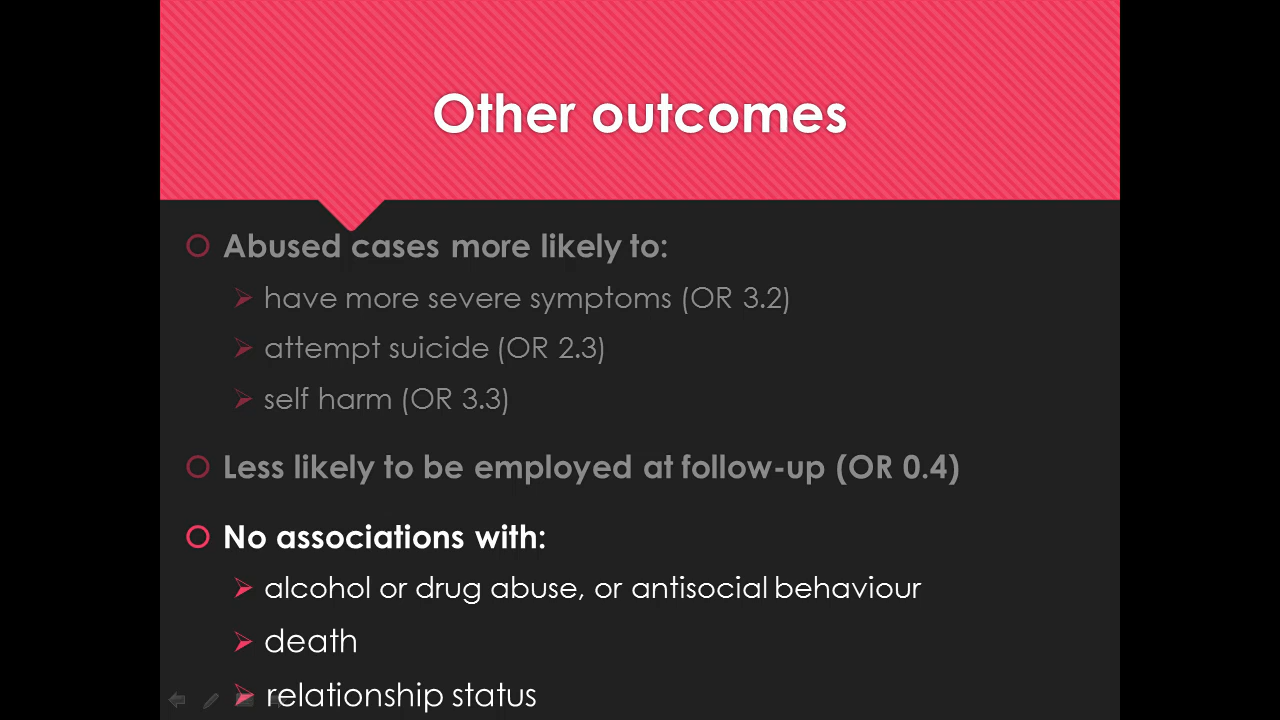 Other outcomes
Abused cases more likely to:
have more severe symptoms (OR 3.2)
attempt suicide (OR 2.3)
self harm (OR 3.3)
Less likely to be employed at follow-up (OR 0.4)
No associations with:
alcohol or drug abuse, or antisocial behaviour
death
relationship status